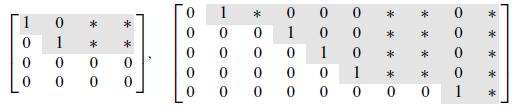 1 0 * *
0 1 * *
0 0 0 0
0 0 0 0
,
0 1 * 0 0 0 * * 0 *
0 0 0 1 0 0 * * 0 *
0 0 0 0 1 0 * * 0 *
0 0 0 0 0 1 * * 0 *
0 0 0 0 0 0 0 0 1 *